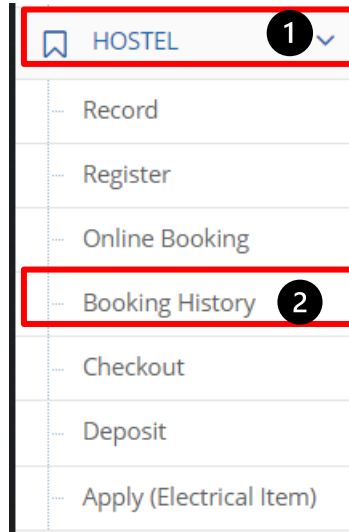 HOSTEL 1
Record
Register
Online Booking
Booking History 2
Checkout
Deposit
Apply (Electrical Item)